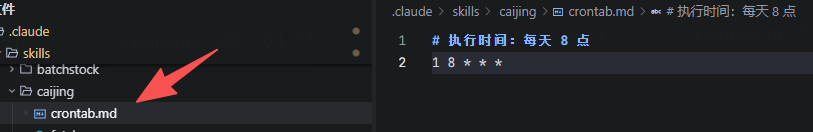 文件
.claude
skills
batchstock
caijing
crontab.md
.claude > skills > caijing > crontab.md > # 执行时间：每天 8 点
1 # 执行时间：每天 8 点
2 1 8 * * *